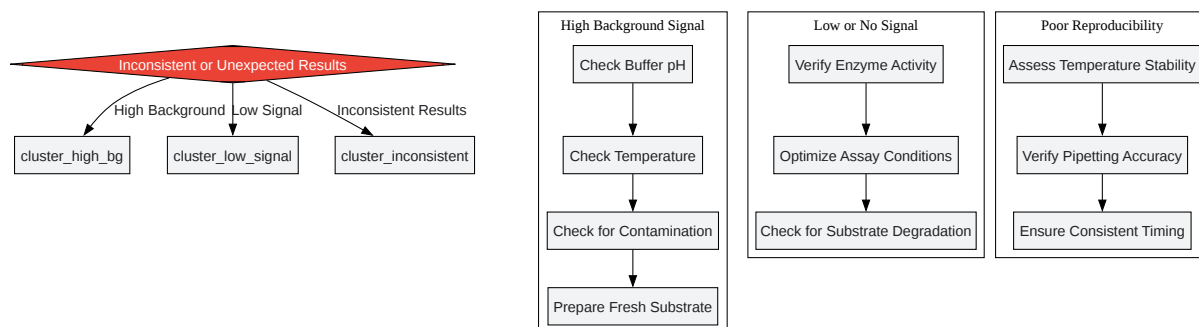 Inconsistent or Unexpected Results
High Background
Low Signal
Inconsistent Results
cluster_high_bg
cluster_low_signal
cluster_inconsistent
High Background Signal
Check Buffer pH
Check Temperature
Check for Contamination
Prepare Fresh Substrate
Low or No Signal
Verify Enzyme Activity
Optimize Assay Conditions
Check for Substrate Degradation
Poor Reproducibility
Assess Temperature Stability
Verify Pipetting Accuracy
Ensure Consistent Timing